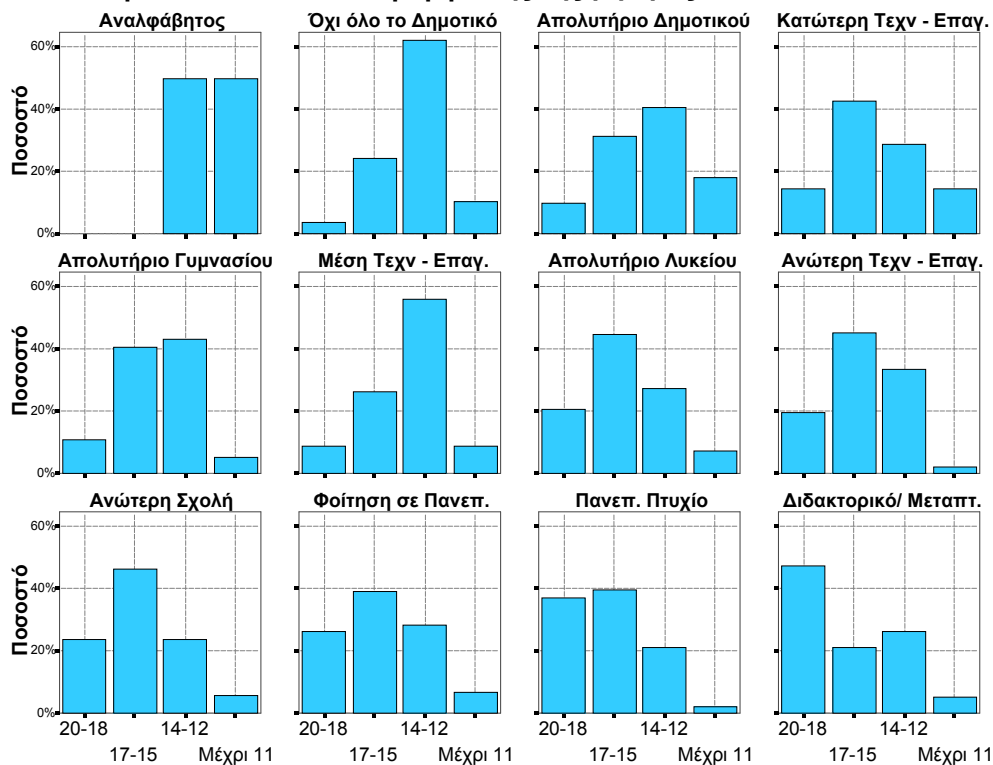 Αναλφάβητος
Όχι όλο το Δημοτικό
Απολυτήριο Δημοτικού
Κατώτερη Τεχν - Επαγ.
60%
40%
20%
0%
Ποσοστό
Απολυτήριο Γυμνασίου
Μέση Τεχν - Επαγ.
Απολυτήριο Λυκείου
Ανώτερη Τεχν - Επαγ.
60%
40%
20%
0%
Ποσοστό
Ανώτερη Σχολή
Φοίτηση σε Πανεπ.
Πανεπ. Πτυχίο
Διδακτορικό/ Μεταπτ.
60%
40%
20%
0%
Ποσοστό
20-18
14-12
20-18
14-12
20-18
14-12
20-18
14-12
17-15
Μέχρι 11
17-15
Μέχρι 11
17-15
Μέχρι 11
17-15
Μέχρι 11